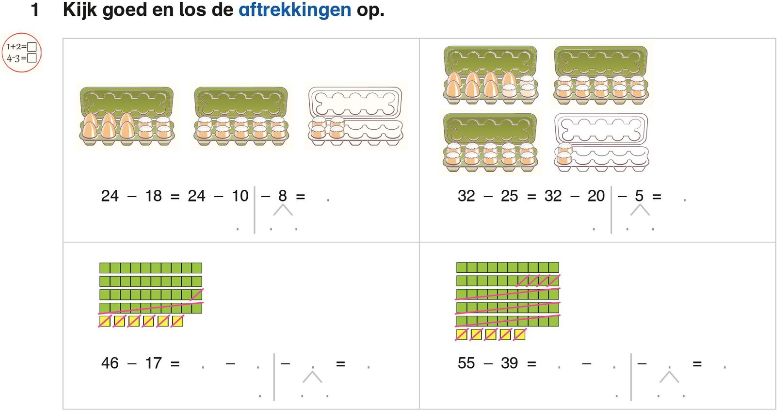 1 Kijk goed en los de aftrekkingen op.
1+2=□
4-3=□
24 – 18 = 24 – 10 – 8 = .
. . .
32 – 25 = 32 – 20 – 5 = .
. . .
46 – 17 = . – . – . = .
. . .
55 – 39 = . – . – . = .
. . .